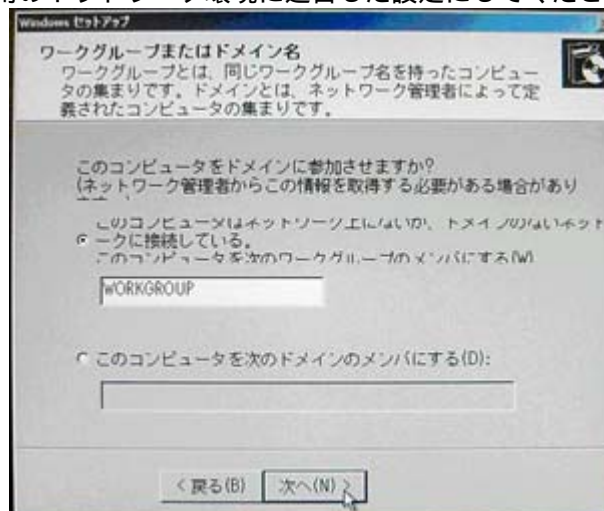 Windows セットアップ
ワークグループまたはドメイン名
ワークグループとは、同じワークグループ名を持ったコンピュー
タの集まりです。ドメインとは、ネットワーク管理者によって定
義されたコンピュータの集まりです。
このコンピュータをドメインに参加させますか?
(ネットワーク管理者からこの情報を取得する必要がある場合があり
このコンピュータはネットワーク上にないか、ドメインのないネット
ークに接続している。
このコンピュータを次のワークグループのメンバにする(W)
WORKGROUP
このコンピュータを次のドメインのメンバにする(D):
< 戻る(B)
次へ(N) >